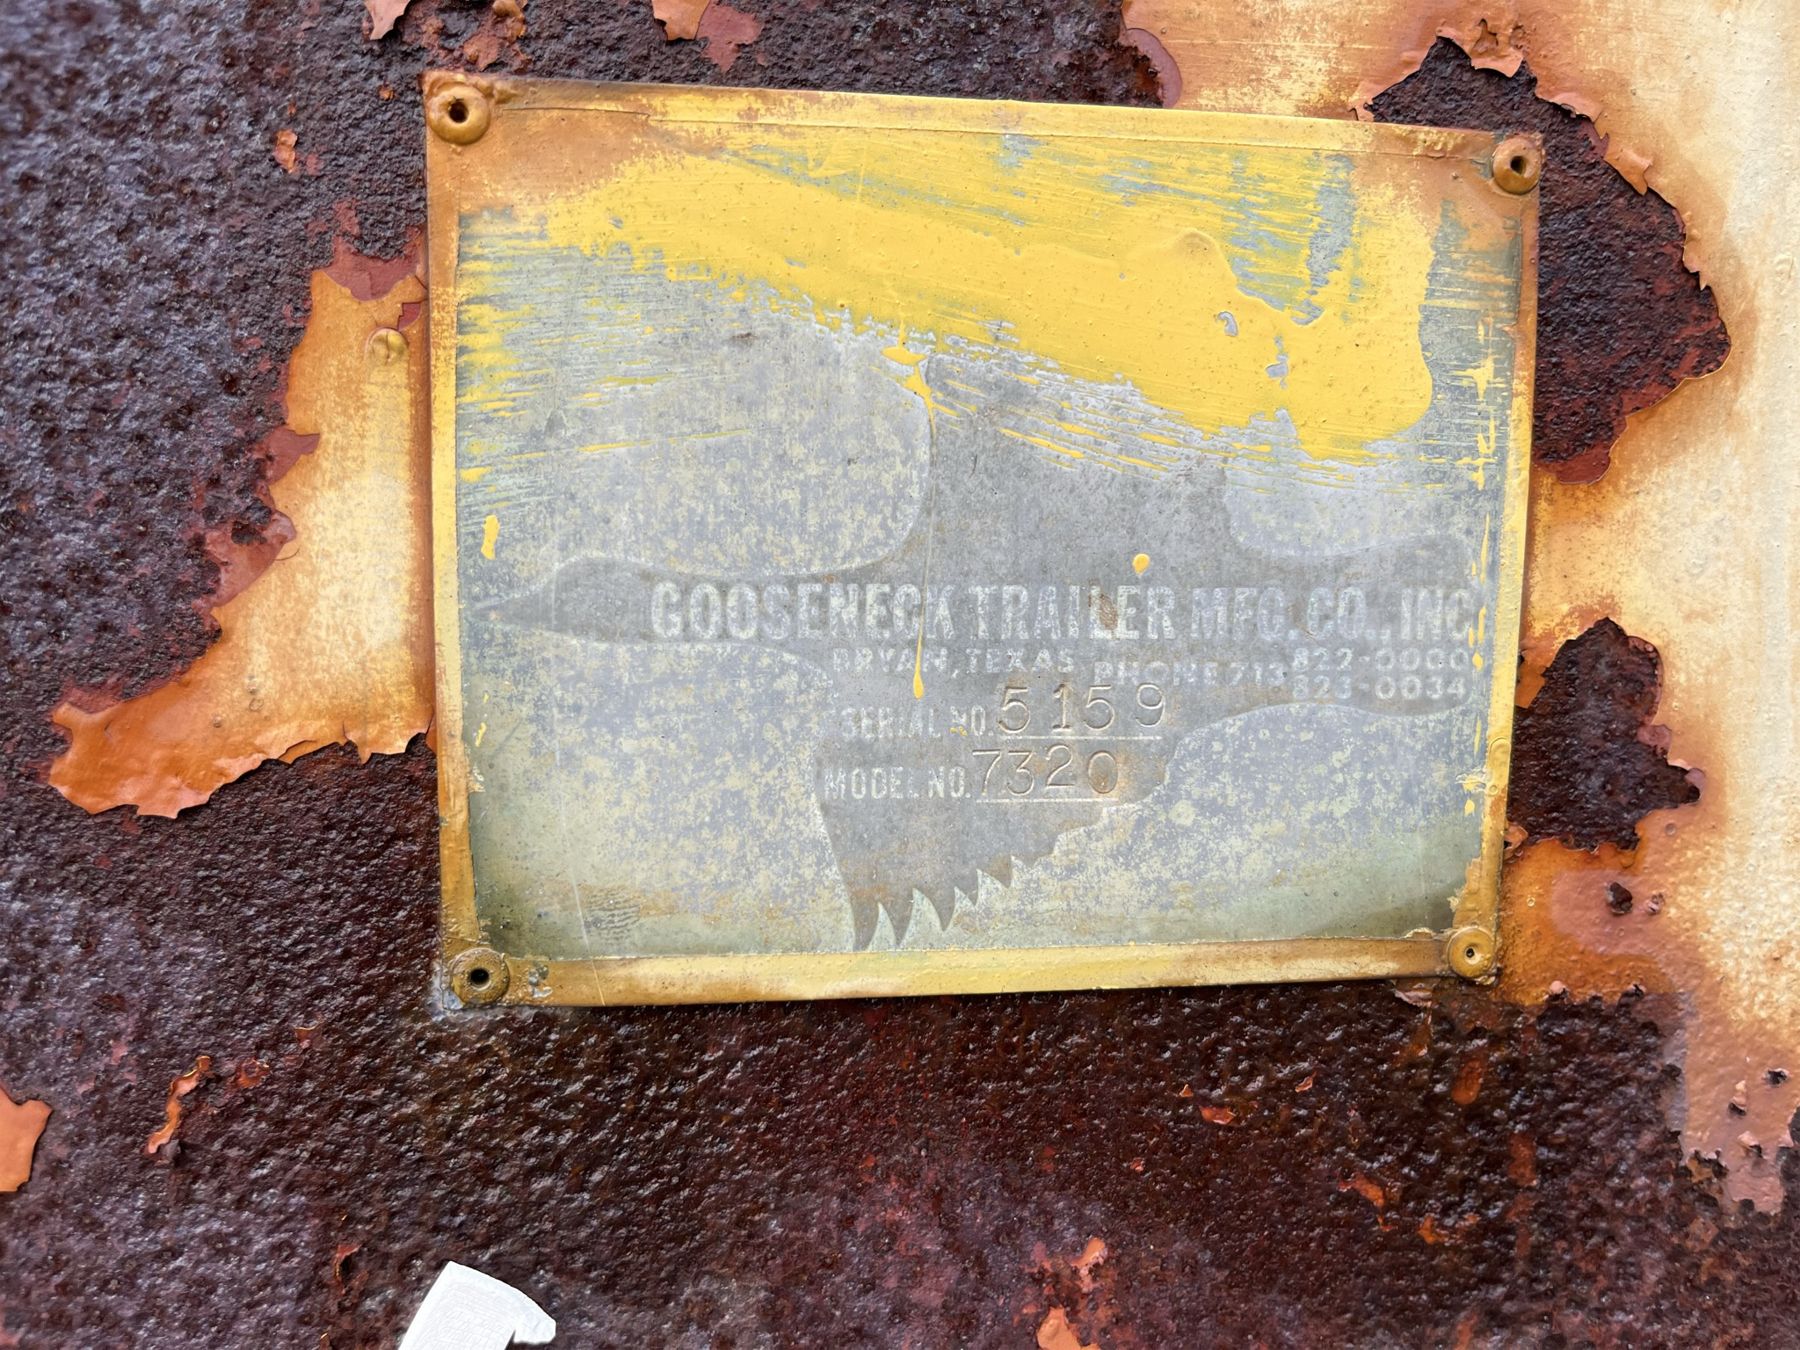 GOOSENECK TRAILER MFG. CO., INC.
BRYAN, TEXAS PHONE 713 822-0000
823-0034
SERIAL NO. 5159
MODEL NO. 7320